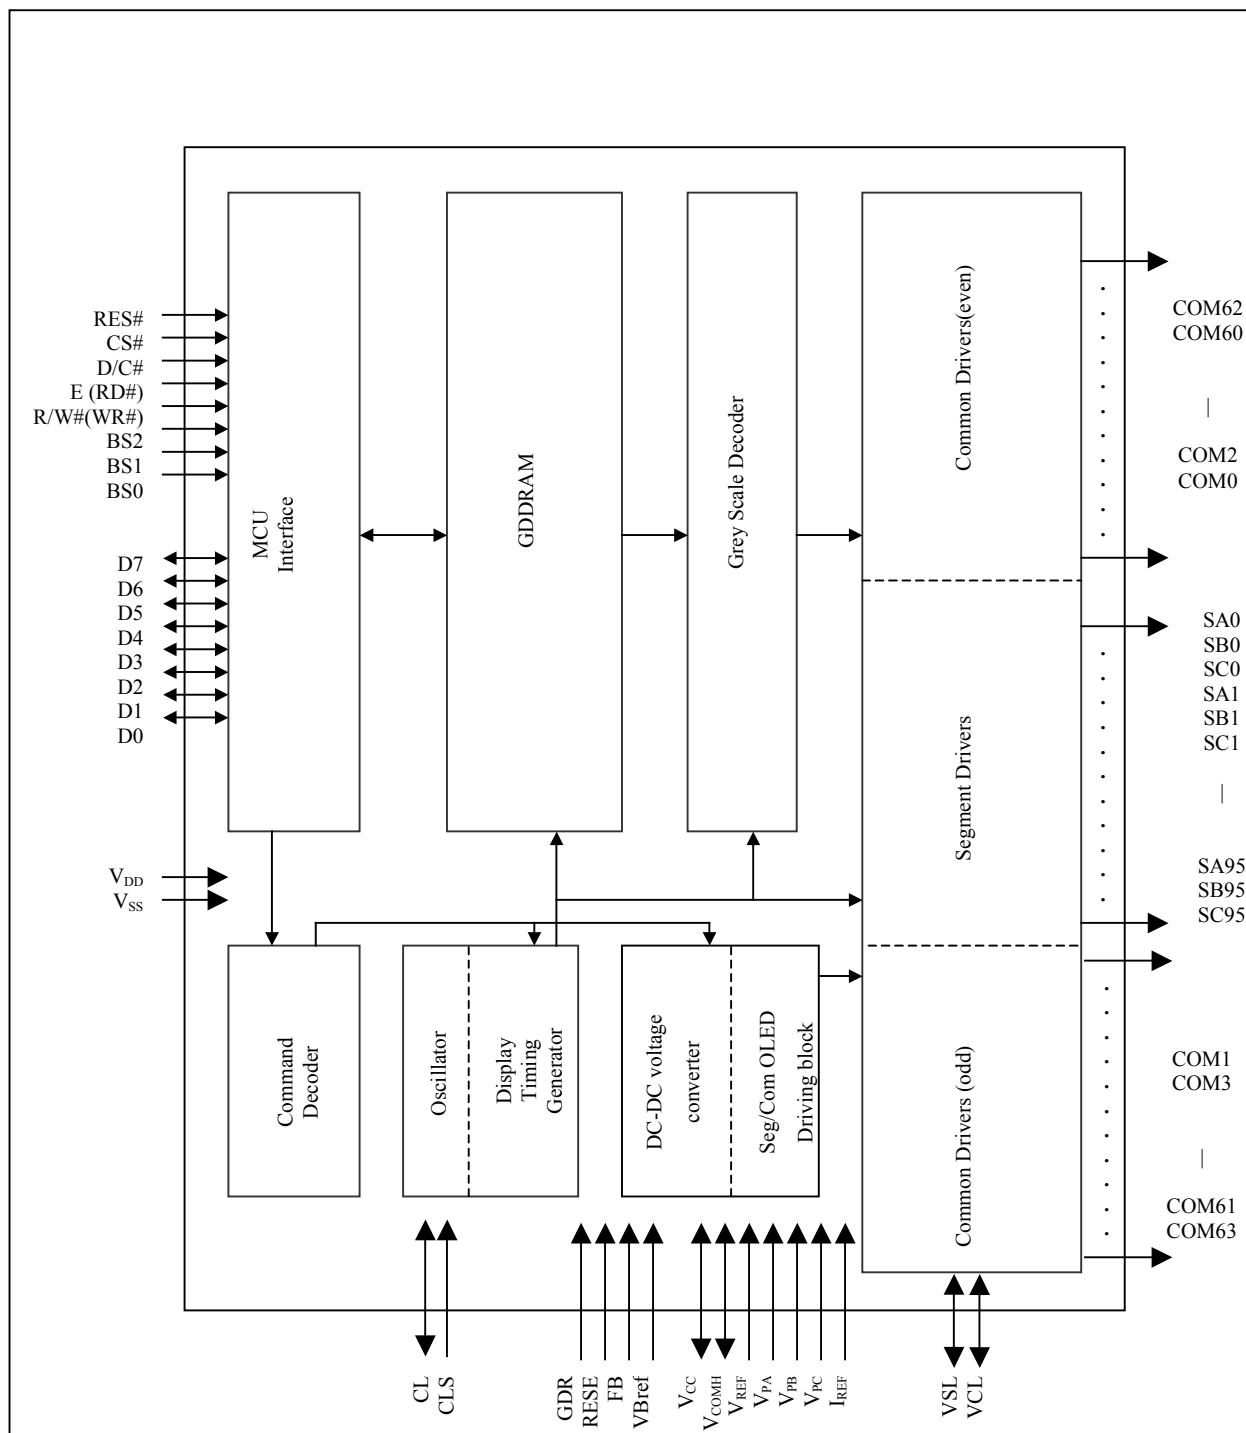 RES#
CS#
D/C#
E (RD#)
R/W#(WR#)
BS2
BS1
BS0
D7
D6
D5
D4
D3
D2
D1
D0
VDD
VSS
MCU
Interface
GDDRAM
Grey Scale Decoder
Common Drivers(even)
Segment Drivers
Common Drivers (odd)
Command
Decoder
Oscillator
Display
Timing
Generator
DC-DC voltage
converter
Seg/Com OLED
Driving block
COM62
COM60
|
COM2
COM0
SA0
SB0
SC0
SA1
SB1
SC1
|
SA95
SB95
SC95
COM1
COM3
|
COM61
COM63
CL
CLS
GDR
RESE
FB
VBref
VCC
VCOMH
VREF
VPA
VPB
VPC
IREF
VSL
VCL